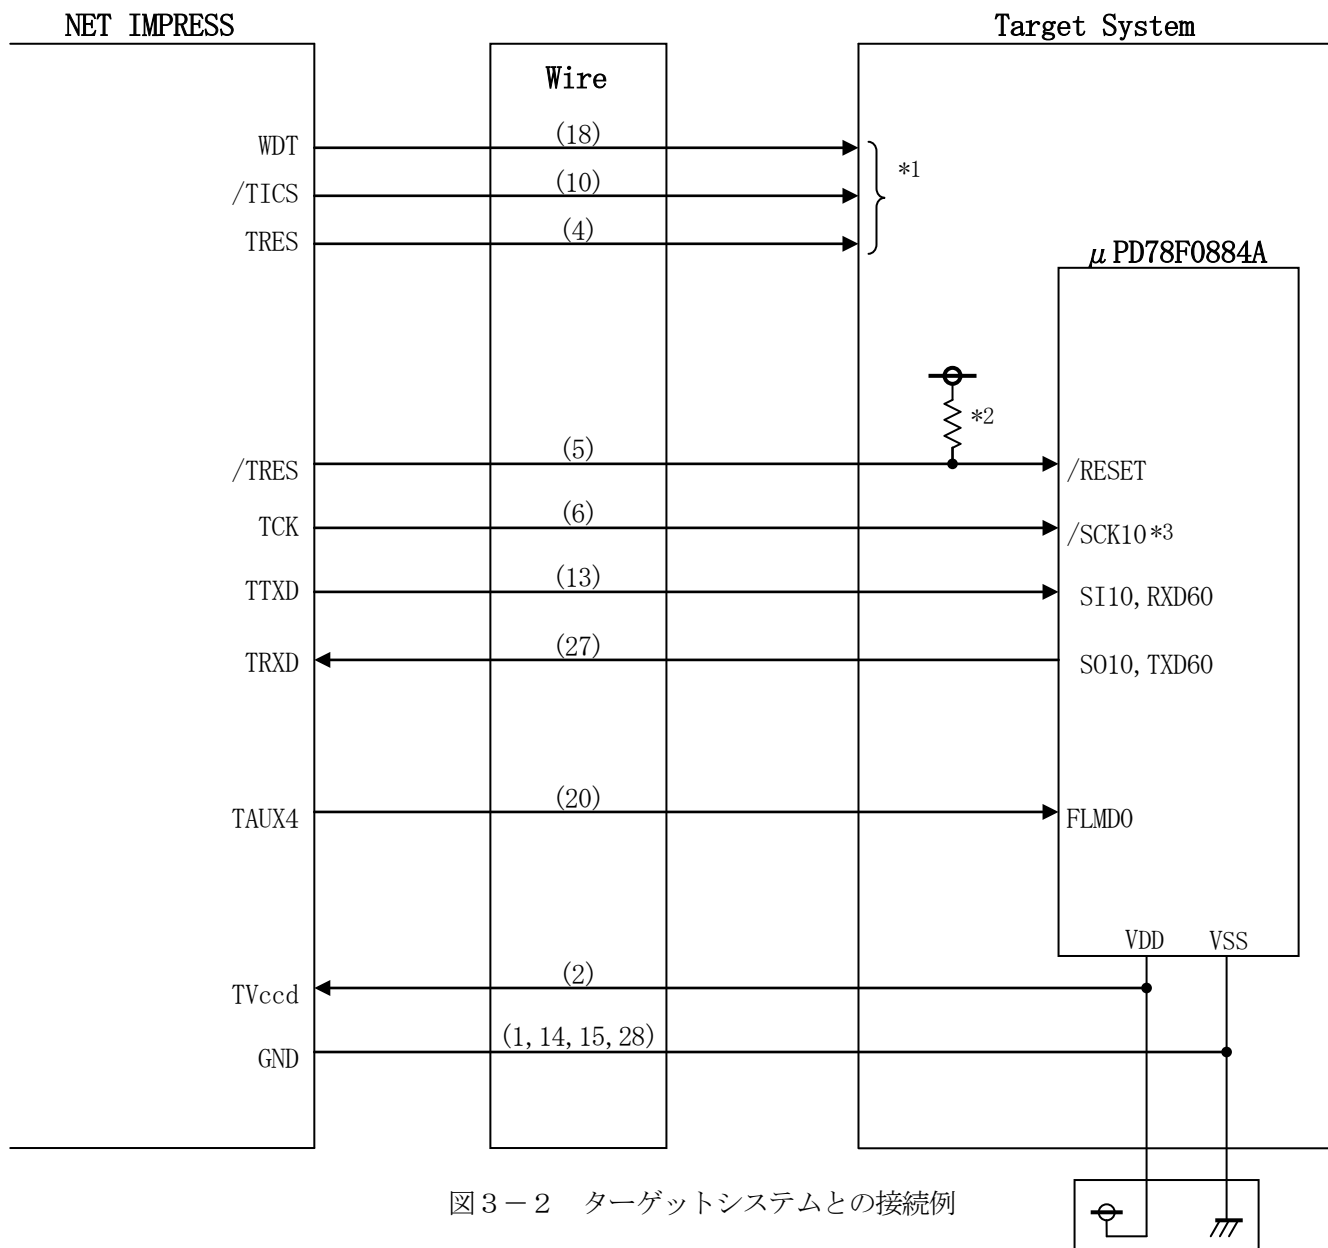 NET IMPRESS
Target System
Wire
WDT (18)
/TICS (10)
TRES (4)
*1
μPD78F0884A
*2
/TRES (5) /RESET
TCK (6) /SCK10*3
TTXD (13) SI10,RXD60
TRXD (27) SO10,TXD60
TAUX4 (20) FLMD0
VDD VSS
TVccd (2)
GND (1,14,15,28)
図3-2 ターゲットシステムとの接続例